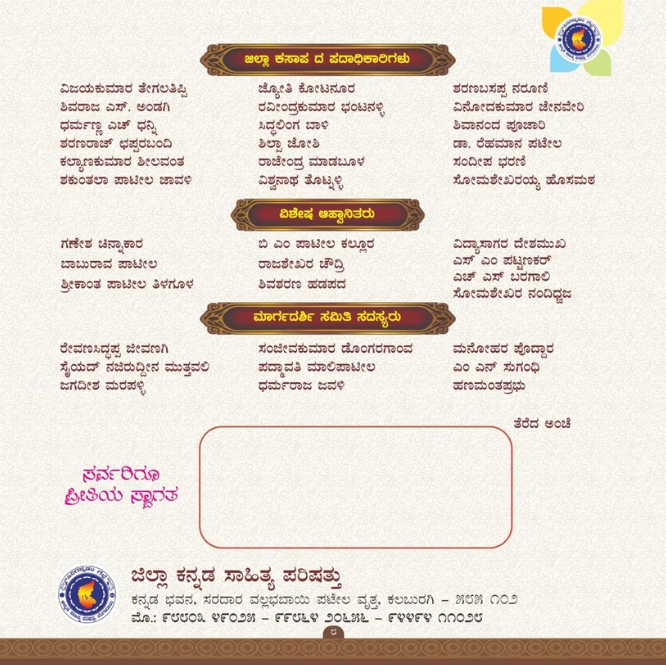 ಜಿಲ್ಲಾ ಕಸಾಪ ದ ಪದಾಧಿಕಾರಿಗಳು
ವಿಜಯಕುಮಾರ ತೇಗಲತಿಪ್ಪಿ
ಶಿವರಾಜ ಎಸ್. ಅಂಡಗಿ
ಧರ್ಮಣ್ಣ ಎಚ್ ಧನ್ನಿ
ಶರಣರಾಜ್ ಛಪ್ಪರಬಂದಿ
ಕಲ್ಯಾಣಕುಮಾರ ಶೀಲವಂತ
ಶಕುಂತಲಾ ಪಾಟೀಲ ಜಾವಳಿ
ಜ್ಯೋತಿ ಕೋಟನೂರ
ರವೀಂದ್ರಕುಮಾರ ಭಂಟನಳ್ಳಿ
ಸಿದ್ಧಲಿಂಗ ಬಾಳಿ
ಶಿಲ್ಪಾ ಜೋಶಿ
ರಾಜೇಂದ್ರ ಮಾಡಬೂಳ
ವಿಶ್ವನಾಥ ತೊಟ್ನಳ್ಳಿ
ಶರಣಬಸಪ್ಪ ನರೂಣಿ
ವಿನೋದಕುಮಾರ ಜೇನವೇರಿ
ಶಿವಾನಂದ ಪೂಜಾರಿ
ಡಾ. ರೆಹಮಾನ ಪಟೇಲ
ಸಂದೀಪ ಭರಣಿ
ಸೋಮಶೇಖರಯ್ಯ ಹೊಸಮಠ
ವಿಶೇಷ ಆಹ್ವಾನಿತರು
ಗಣೇಶ ಚಿನ್ನಾಕಾರ
ಬಾಬುರಾವ ಪಾಟೀಲ
ಶ್ರೀಕಾಂತ ಪಾಟೀಲ ತಿಳಗೂಳ
ಬಿ ಎಂ ಪಾಟೀಲ ಕಲ್ಲೂರ
ರಾಜಶೇಖರ ಚೌದ್ರಿ
ಶಿವಶರಣ ಹಡಪದ
ವಿದ್ಯಾಸಾಗರ ದೇಶಮುಖ
ಎಸ್ ಎಂ ಪಟ್ಟಣಕರ್
ಎಚ್ ಎಸ್ ಬರಗಾಲಿ
ಸೋಮಶೇಖರ ನಂದಿಧ್ವಜ
ಮಾರ್ಗದರ್ಶಿ ಸಮಿತಿ ಸದಸ್ಯರು
ರೇವಣಸಿದ್ಧಪ್ಪ ಜೀವಣಗಿ
ಸೈಯದ್ ನಜಿರುದ್ದೀನ ಮುತ್ತವಲಿ
ಜಗದೀಶ ಮರಪಳ್ಳಿ
ಸಂಜೀವಕುಮಾರ ಡೊಂಗರಗಾಂವ
ಪದ್ಮಾವತಿ ಮಾಲಿಪಾಟೀಲ
ಧರ್ಮರಾಜ ಜವಳಿ
ಮನೋಹರ ಪೊದ್ದಾರ
ಎಂ ಎನ್ ಸುಗಂಧಿ
ಹಣಮಂತಪ್ರಭು
ತೆರೆದ ಅಂಚೆ
ಸರ್ವರಿಗೂ
ಪ್ರೀತಿಯ ಸ್ವಾಗತ
ಜಿಲ್ಲಾ ಕನ್ನಡ ಸಾಹಿತ್ಯ ಪರಿಷತ್ತು
ಕನ್ನಡ ಭವನ, ಸರದಾರ ವಲ್ಲಭಬಾಯಿ ಪಟೇಲ ವೃತ್ತ, ಕಲಬುರಗಿ – ೫೮೫ ೧೦೨
ಮೊ.: ೯೮೮೦೩ ೪೯೦೨೫ – ೯೯೮೬೪ ೨೦೬೫೬ – ೯೪೪೯೪ ೧೧೦೨೮
೮